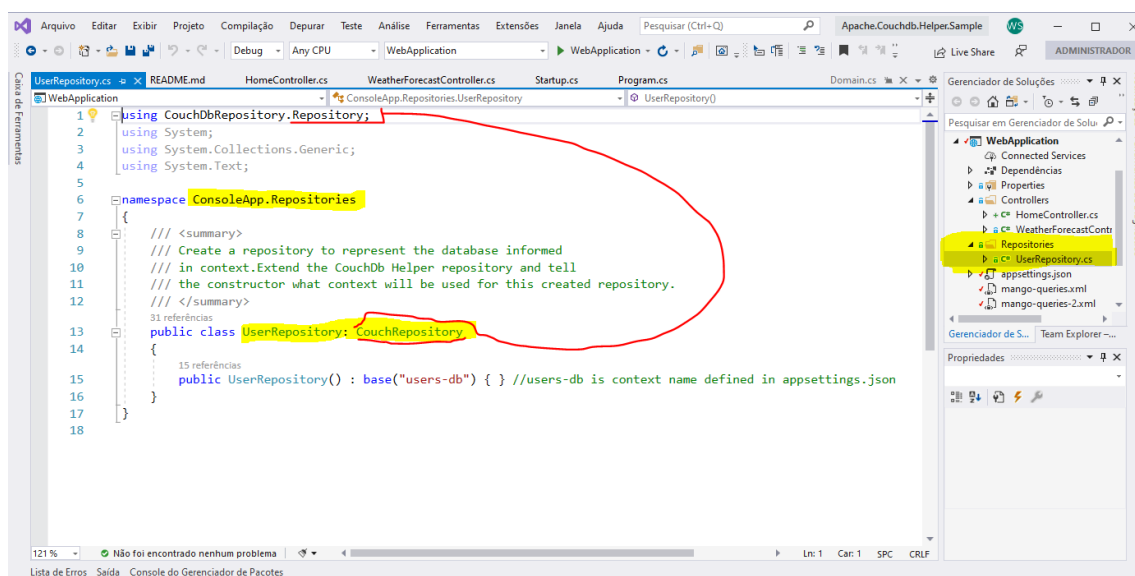 Arquivo Editar Exibir Projeto Compilação Depurar Teste Análise Ferramentas Extensões Janela Ajuda Pesquisar (Ctrl+Q) Apache.Couchdb.Helper.Sample WS
Debug Any CPU WebApplication WebApplication Live Share ADMINISTRADOR
Caixa de Ferramentas
UserRepository.cs README.md HomeController.cs WeatherForecastController.cs Startup.cs Program.cs Domain.cs
WebApplication ConsoleApp.Repositories.UserRepository UserRepository()
1 using CouchDbRepository.Repository;
2 using System;
3 using System.Collections.Generic;
4 using System.Text;
5
6 namespace ConsoleApp.Repositories
7 {
8 /// <summary>
9 /// Create a repository to represent the database informed
10 /// in context.Extend the CouchDb Helper repository and tell
11 /// the constructor what context will be used for this created repository.
12 /// </summary>
31 referências
13 public class UserRepository: CouchRepository
14 {
15 referências
15 public UserRepository() : base("users-db") { } //users-db is context name defined in appsettings.json
16 }
17 }
18
121 % Não foi encontrado nenhum problema Ln: 1 Car: 1 SPC CRLF
Lista de Erros Saída Console do Gerenciador de Pacotes
Gerenciador de Soluções
Pesquisar em Gerenciador de Solu
WebApplication
Connected Services
Dependências
Properties
Controllers
HomeController.cs
WeatherForecastContr
Repositories
UserRepository.cs
appsettings.json
mango-queries.xml
mango-queries-2.xml
Gerenciador de S... Team Explorer –...
Propriedades